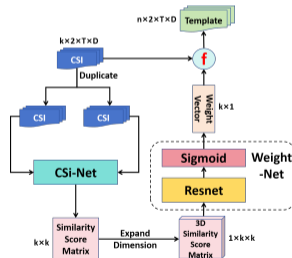 n×2×T×D
Template
k×2×T×D
CSI
f
Duplicate
Weight
Vector
k×1
CSI
CSI
Sigmoid
Weight
-Net
CSi-Net
Resnet
k×k
Similarity
Score
Matrix
Expand
Dimension
3D
Similarity
Score
Matrix
1×k×k